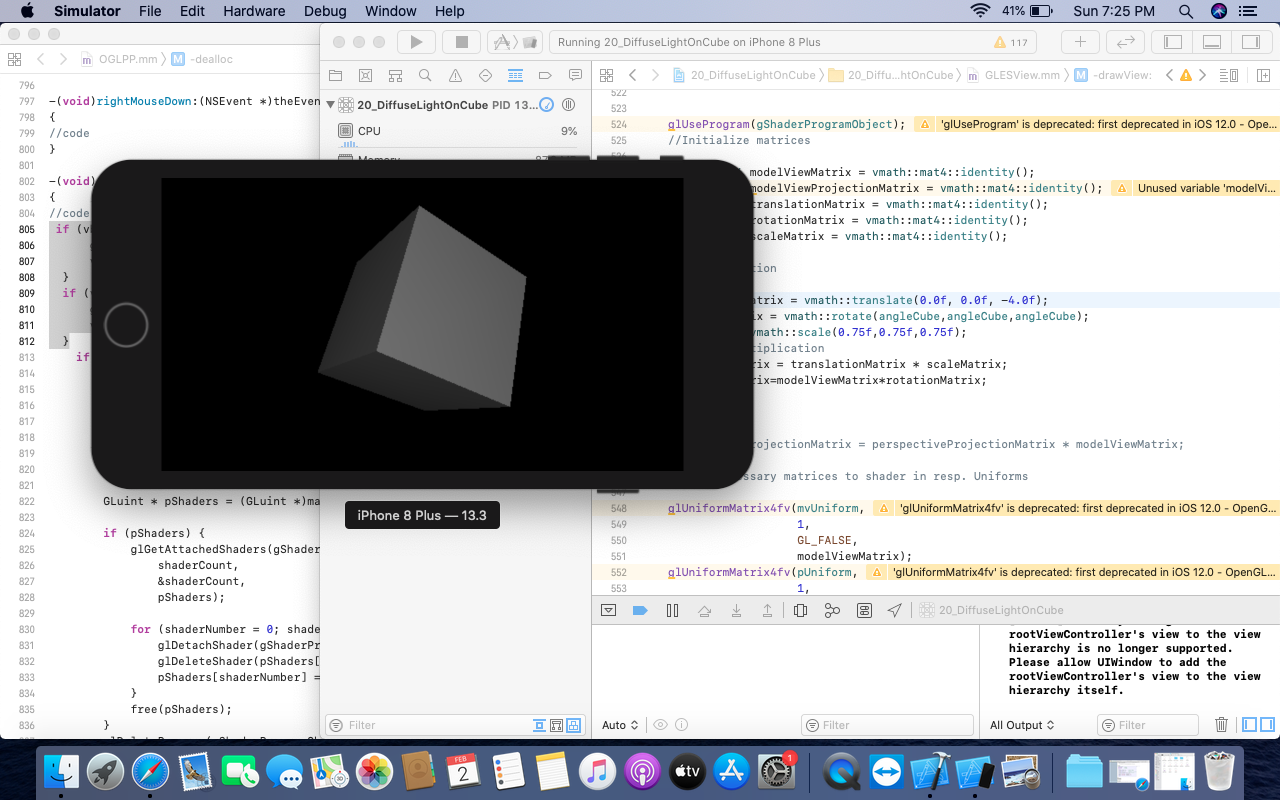 Simulator File Edit Hardware Debug Window Help 41% Sun 7:25 PM
OGLPP.mm › M -dealloc
796
797 -(void)rightMouseDown:(NSEvent *)theEven
798 {
799 //code
800 }
801
802 -(void)
803 {
804 //code
805 if (v
806
807
808 }
809 if (
810
811
812 }
813 if
814
815
816
817
818
819
820
822 GLuint * pShaders = (GLuint *)ma
823
824 if (pShaders) {
825 glGetAttachedShaders(gShader
826 shaderCount,
827 &shaderCount,
828 pShaders);
829
830 for (shaderNumber = 0; shade
831 glDetachShader(gShaderPr
832 glDeleteShader(pShaders[
833 pShaders[shaderNumber] =
834 }
835 free(pShaders);
836 }
Running 20_DiffuseLightOnCube on iPhone 8 Plus 117
20_DiffuseLightOnCube PID 13...
CPU 9%
Memory
Filter
iPhone 8 Plus — 13.3
20_DiffuseLightOnCube › 20_Diffu...htOnCube › GLESView.mm › M -drawView:
522
523
524 glUseProgram(gShaderProgramObject); 'glUseProgram' is deprecated: first deprecated in iOS 12.0 - Ope...
525 //Initialize matrices
modelViewMatrix = vmath::mat4::identity();
modelViewProjectionMatrix = vmath::mat4::identity(); Unused variable 'modelVi...
translationMatrix = vmath::mat4::identity();
rotationMatrix = vmath::mat4::identity();
scaleMatrix = vmath::mat4::identity();
tion
atrix = vmath::translate(0.0f, 0.0f, -4.0f);
ix = vmath::rotate(angleCube,angleCube,angleCube);
vmath::scale(0.75f,0.75f,0.75f);
tiplication
rix = translationMatrix * scaleMatrix;
rix=modelViewMatrix*rotationMatrix;
rojectionMatrix = perspectiveProjectionMatrix * modelViewMatrix;
ssary matrices to shader in resp. Uniforms
548 glUniformMatrix4fv(mvUniform, 'glUniformMatrix4fv' is deprecated: first deprecated in iOS 12.0 - OpenG...
549 1,
550 GL_FALSE,
551 modelViewMatrix);
552 glUniformMatrix4fv(pUniform, 'glUniformMatrix4fv' is deprecated: first deprecated in iOS 12.0 - OpenGL...
553 1,
20_DiffuseLightOnCube
rootViewController's view to the view
hierarchy is no longer supported.
Please allow UIWindow to add the
rootViewController's view to the view
hierarchy itself.
Auto Filter All Output Filter
FEB
2
tv
1